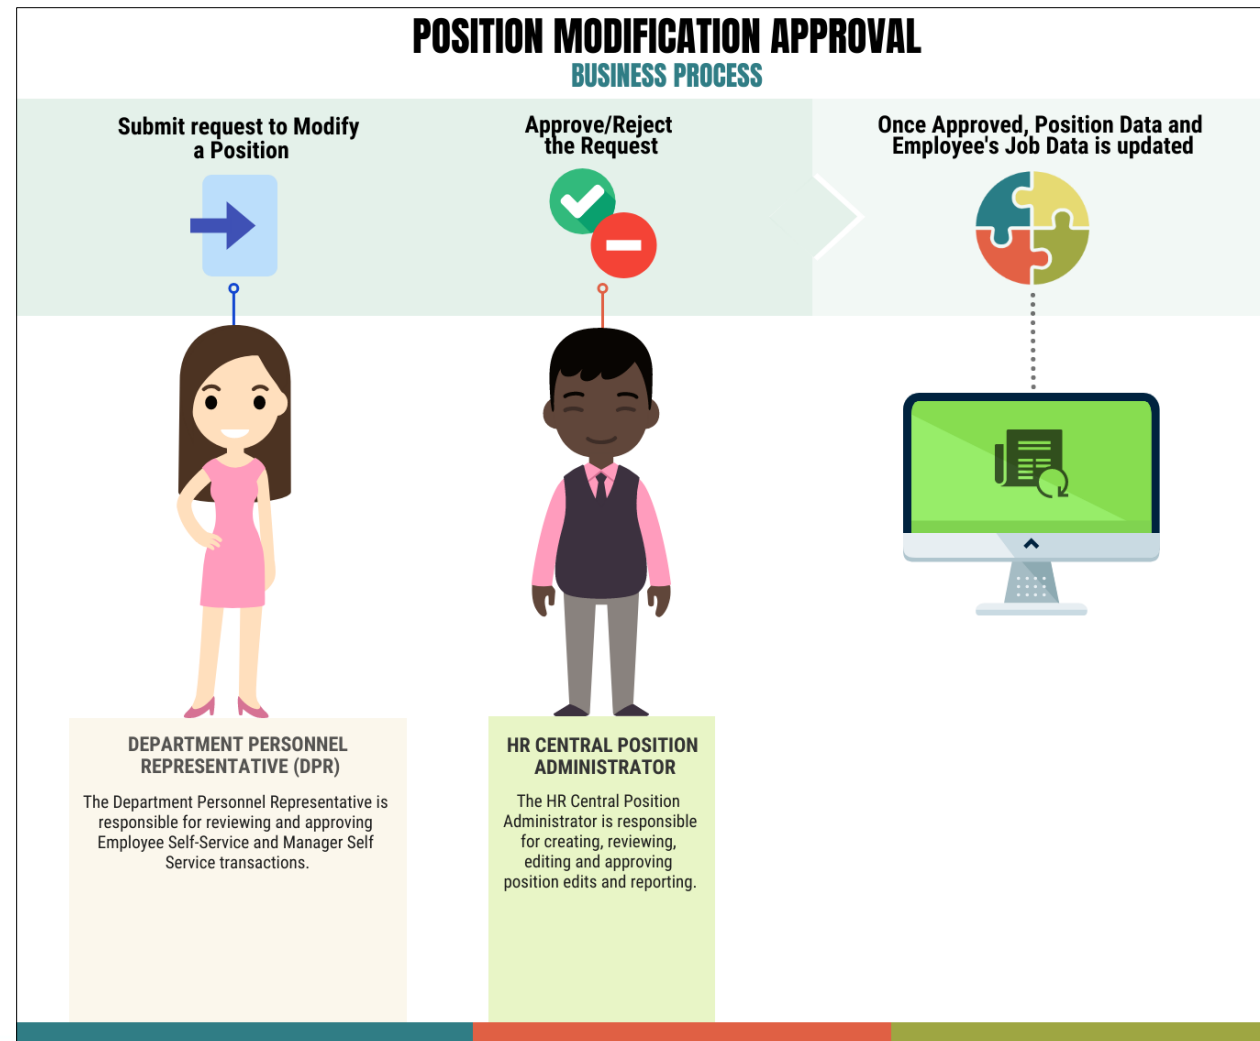 POSITION MODIFICATION APPROVAL
BUSINESS PROCESS
Submit request to Modify
a Position
Approve/Reject
the Request
Once Approved, Position Data and
Employee's Job Data is updated
DEPARTMENT PERSONNEL
REPRESENTATIVE (DPR)
The Department Personnel Representative is
responsible for reviewing and approving
Employee Self-Service and Manager Self
Service transactions.
HR CENTRAL POSITION
ADMINISTRATOR
The HR Central Position
Administrator is responsible
for creating, reviewing,
editing and approving
position edits and reporting.